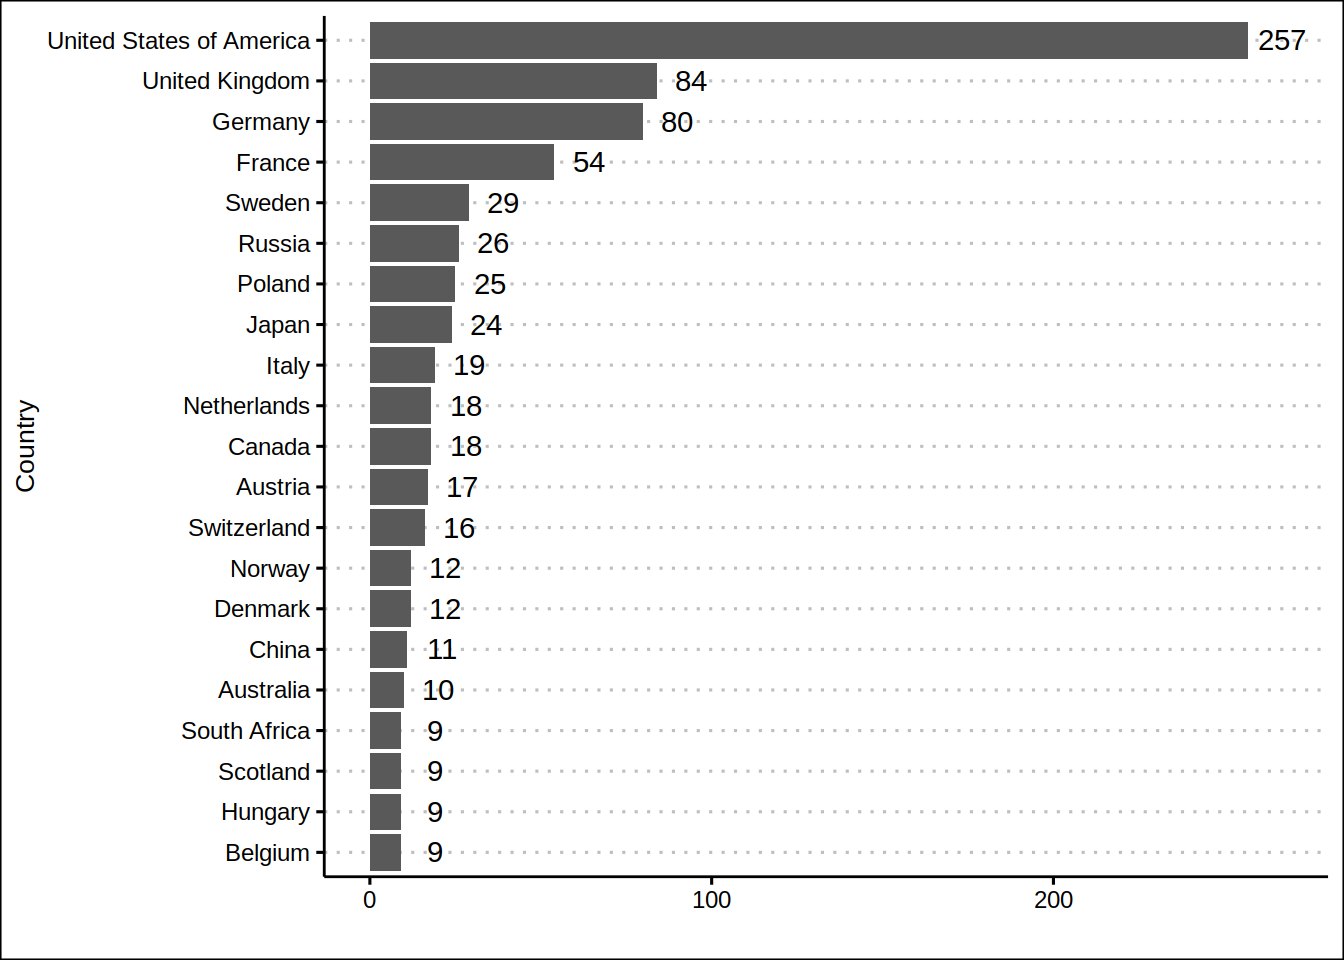 United States of America 257
United Kingdom 84
Germany 80
France 54
Sweden 29
Russia 26
Poland 25
Japan 24
Italy 19
Netherlands 18
Canada 18
Austria 17
Switzerland 16
Norway 12
Denmark 12
China 11
Australia 10
South Africa 9
Scotland 9
Hungary 9
Belgium 9
0 100 200
Country